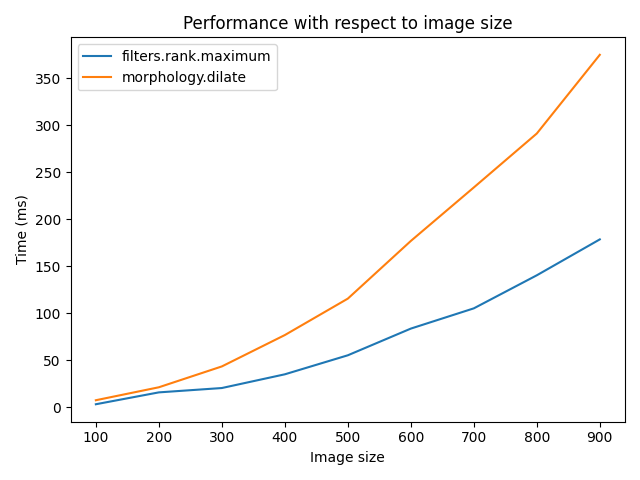 Performance with respect to image size
filters.rank.maximum
morphology.dilate
Time (ms)
350
300
250
200
150
100
50
0
100 200 300 400 500 600 700 800 900
Image size